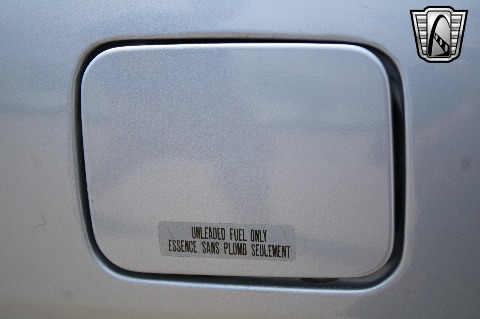 UNLEADED FUEL ONLY
ESSENCE SANS PLOMB SEULEMENT